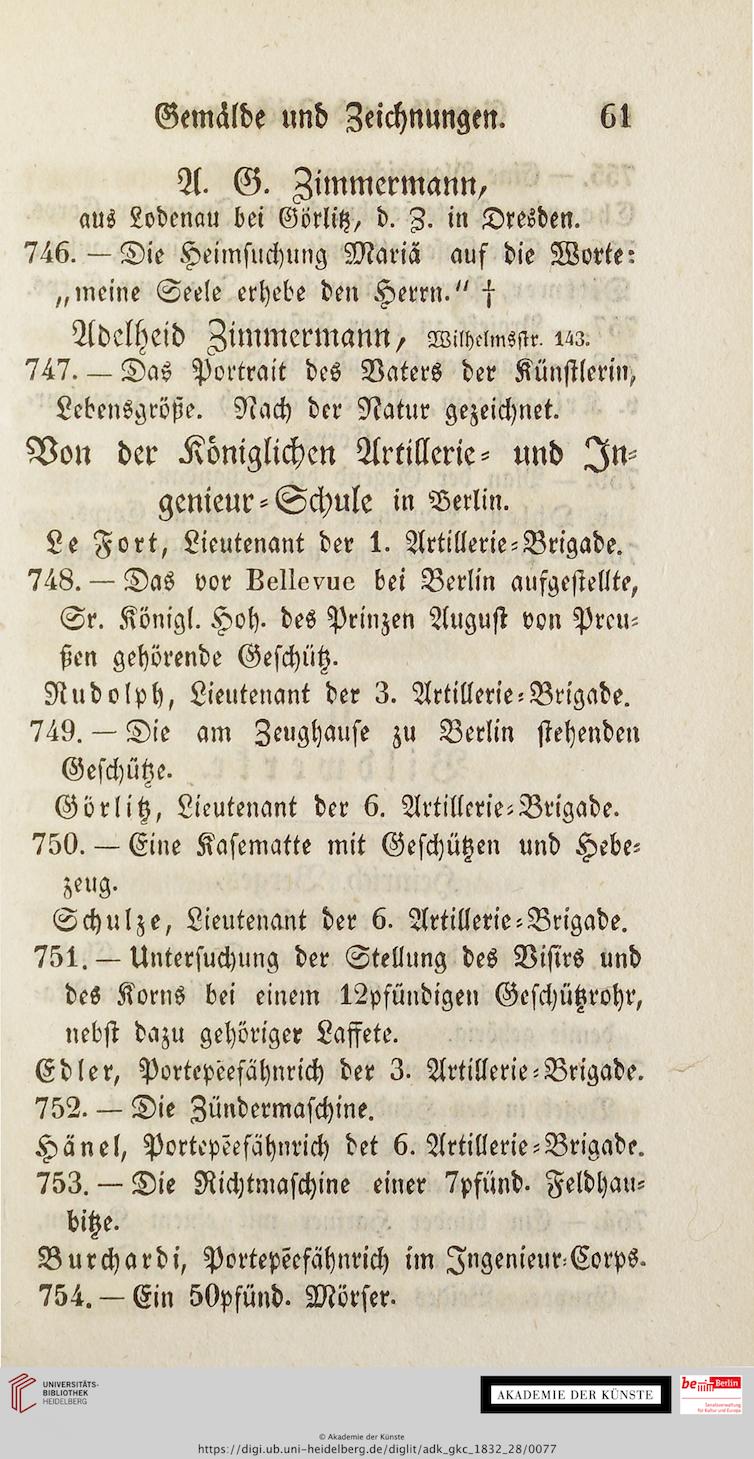 Gemälde und Zeichnungen. 61
A. G. Zimmermann,
aus Lodenau bei Görlitz, d. Z. in Dresden.
746. — Die Heimsuchung Mariä auf die Worte:
„meine Seele erhebe den Herrn." †
Adelheid Zimmermann, Wilhelmsstr. 143.
747. — Das Portrait des Vaters der Künstlerin,
Lebensgröße. Nach der Natur gezeichnet.
Von der Königlichen Artillerie- und In-
genieur-Schule in Berlin.
Le Fort, Lieutenant der 1. Artillerie-Brigade.
748. — Das vor Bellevue bei Berlin aufgestellte,
Sr. Königl. Hoh. des Prinzen August von Preu-
ßen gehörende Geschütz.
Rudolph, Lieutenant der 3. Artillerie-Brigade.
749. — Die am Zeughause zu Berlin stehenden
Geschütze.
Görlitz, Lieutenant der 6. Artillerie-Brigade.
750. — Eine Kasematte mit Geschützen und Hebe-
zeug.
Schulze, Lieutenant der 6. Artillerie-Brigade.
751. — Untersuchung der Stellung des Visirs und
des Korns bei einem 12pfündigen Geschützrohr,
nebst dazu gehöriger Laffete.
Edler, Portepéefähnrich der 3. Artillerie-Brigade.
752. — Die Zündermaschine.
Hänel, Portepéefähnrich det 6. Artillerie-Brigade.
753. — Die Richtmaschine einer 7pfünd. Feldhau-
bitze.
Burchardi, Portepéefähnrich im Ingenieur-Corps.
754. — Ein 50pfünd. Mörser.
UNIVERSITÄTS-
BIBLIOTHEK
HEIDELBERG
AKADEMIE DER KÜNSTE
be Berlin
Senatsverwaltung
für Kultur und Europa
© Akademie der Künste
https://digi.ub.uni-heidelberg.de/diglit/adk_gkc_1832_28/0077